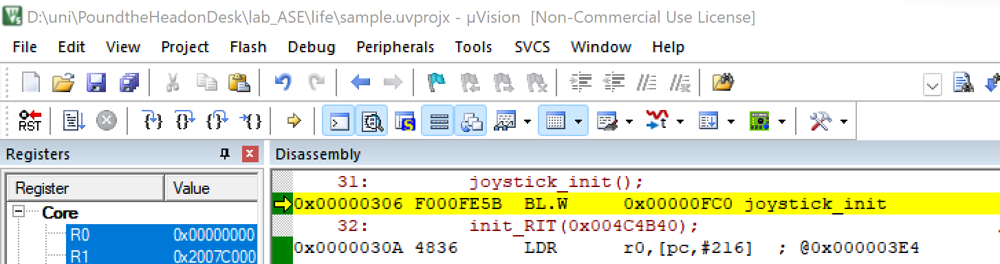 D:\uni\PoundtheHeadonDesk\lab_ASE\life\sample.uvprojx - µVision [Non-Commercial Use License]
File Edit View Project Flash Debug Peripherals Tools SVCS Window Help
RST
Registers
Disassembly
Register Value
Core
R0 0x00000000
R1 0x2007C000
31: joystick_init();
0x00000306 F000FE5B BL.W 0x00000FC0 joystick_init
32: init_RIT(0x004C4B40);
0x0000030A 4836 LDR r0,[pc,#216] ; @0x000003E4